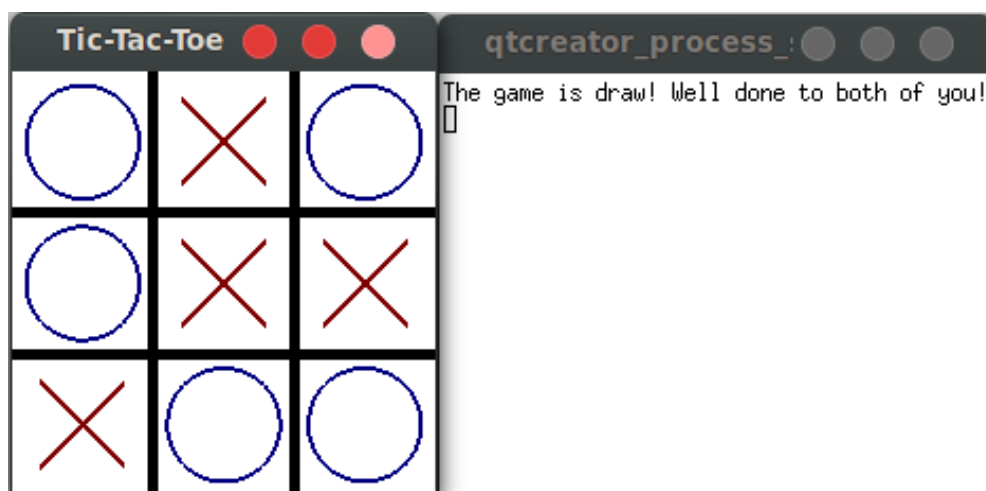 Tic-Tac-Toe
qtcreator_process_
The game is draw! Well done to both of you!